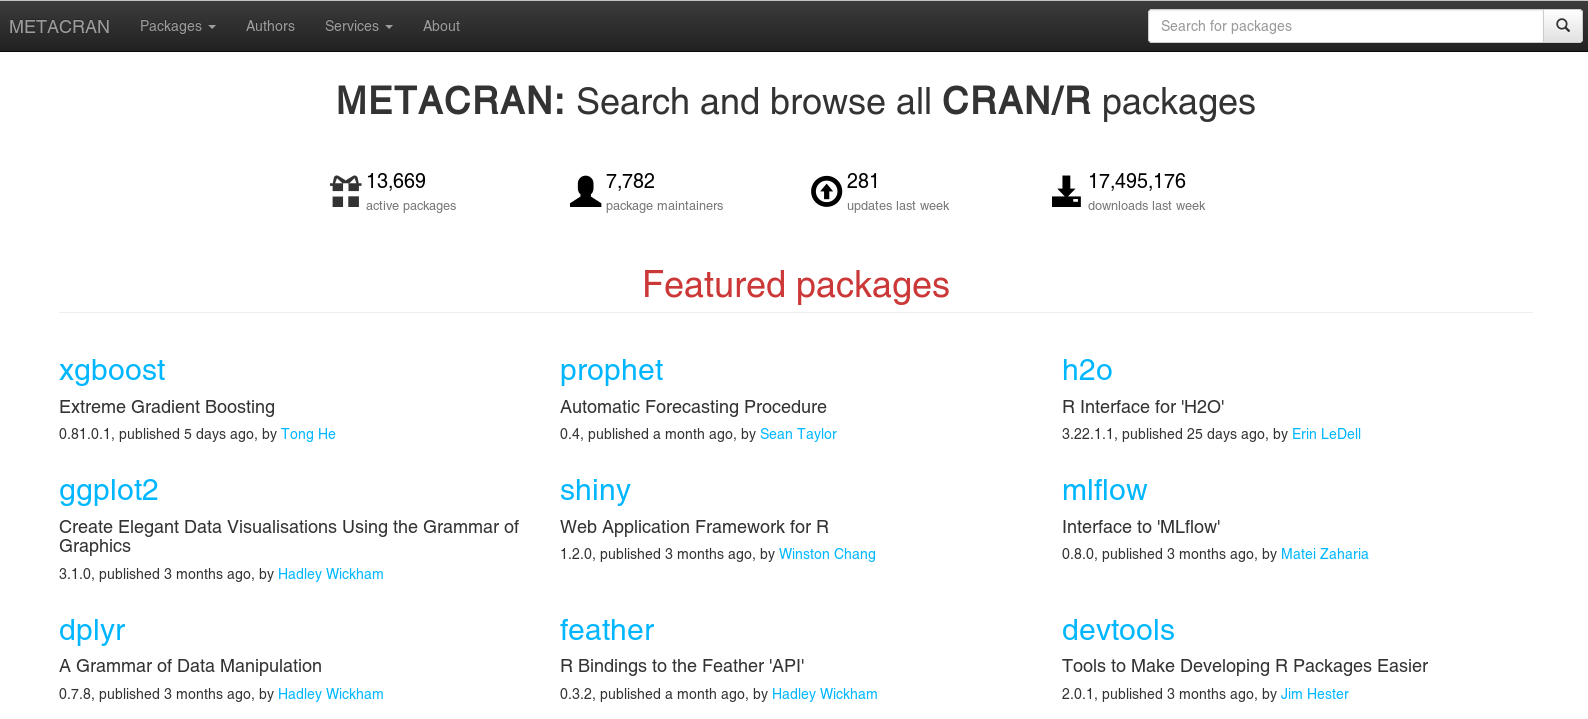 METACRAN Packages Authors Services About Search for packages
METACRAN: Search and browse all CRAN/R packages
13,669
active packages
7,782
package maintainers
281
updates last week
17,495,176
downloads last week
Featured packages
xgboost
Extreme Gradient Boosting
0.81.0.1, published 5 days ago, by Tong He
prophet
Automatic Forecasting Procedure
0.4, published a month ago, by Sean Taylor
h2o
R Interface for 'H2O'
3.22.1.1, published 25 days ago, by Erin LeDell
ggplot2
Create Elegant Data Visualisations Using the Grammar of
Graphics
3.1.0, published 3 months ago, by Hadley Wickham
shiny
Web Application Framework for R
1.2.0, published 3 months ago, by Winston Chang
mlflow
Interface to 'MLflow'
0.8.0, published 3 months ago, by Matei Zaharia
dplyr
A Grammar of Data Manipulation
0.7.8, published 3 months ago, by Hadley Wickham
feather
R Bindings to the Feather 'API'
0.3.2, published a month ago, by Hadley Wickham
devtools
Tools to Make Developing R Packages Easier
2.0.1, published 3 months ago, by Jim Hester